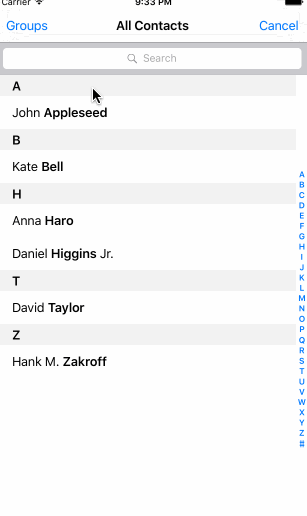 Carrier 9:33 PM
Groups All Contacts Cancel
Search
A
John Appleseed
B
Kate Bell
H
Anna Haro
Daniel Higgins Jr.
T
David Taylor
Z
Hank M. Zakroff
A
B
C
D
E
F
G
H
I
J
K
L
M
N
O
P
Q
R
S
T
U
V
W
X
Y
Z
#